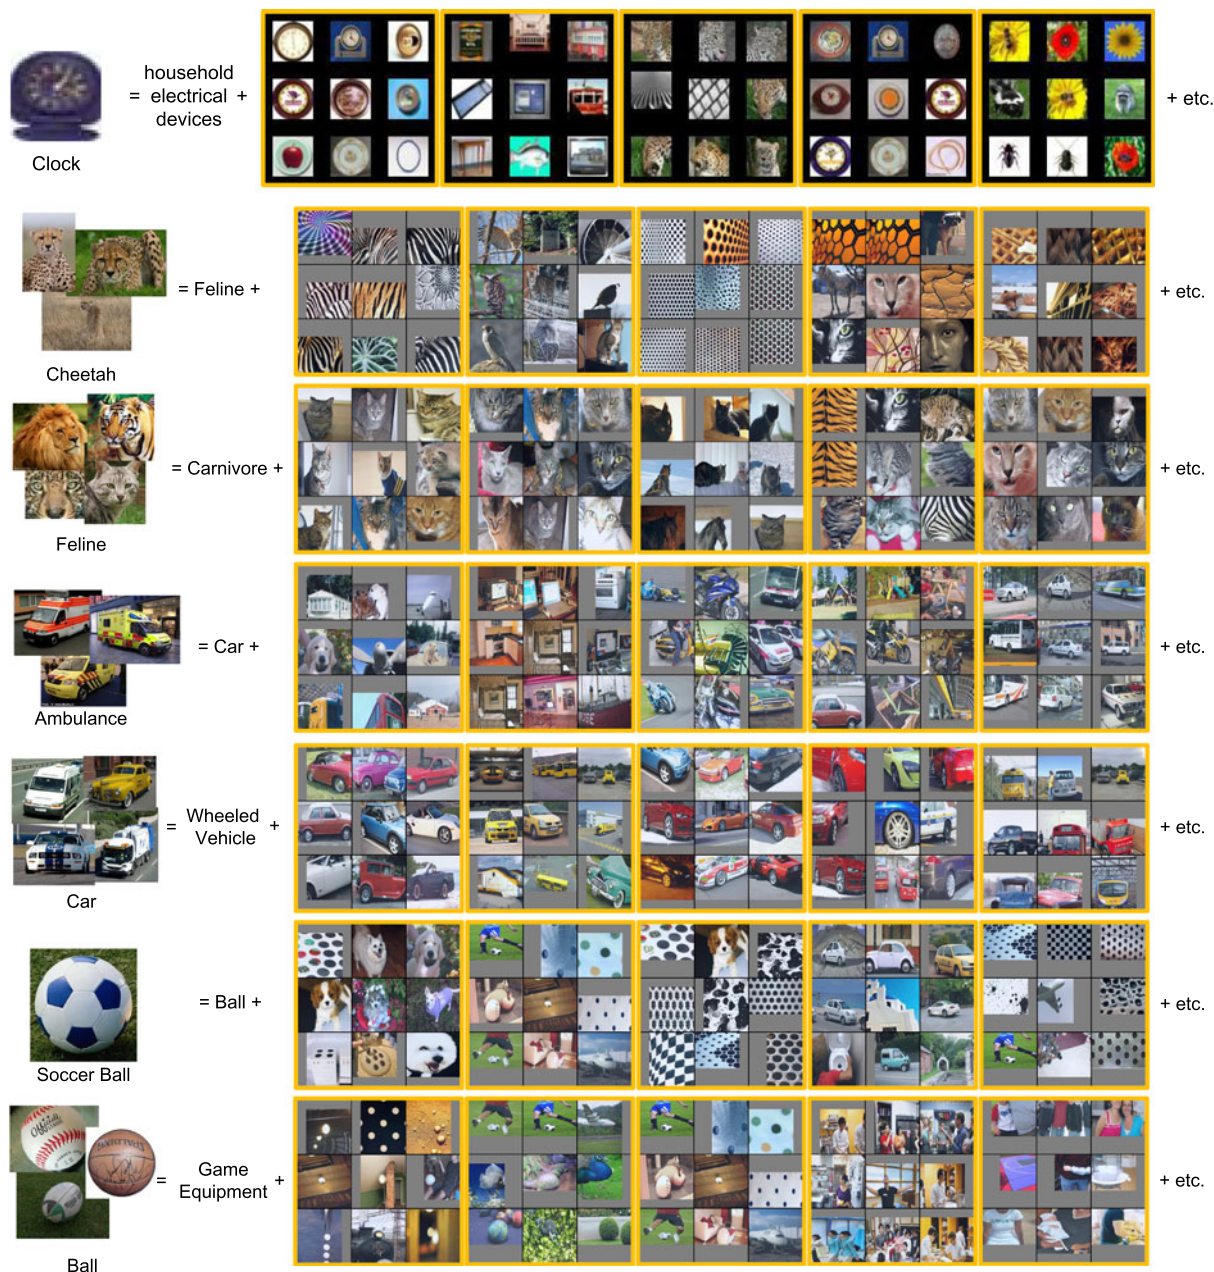 household
= electrical +
devices
+ etc.
Clock
= Feline +
+ etc.
Cheetah
= Carnivore +
+ etc.
Feline
= Car +
+ etc.
Ambulance
Wheeled
= Vehicle +
+ etc.
Car
= Ball +
+ etc.
Soccer Ball
Game
= Equipment +
+ etc.
Ball